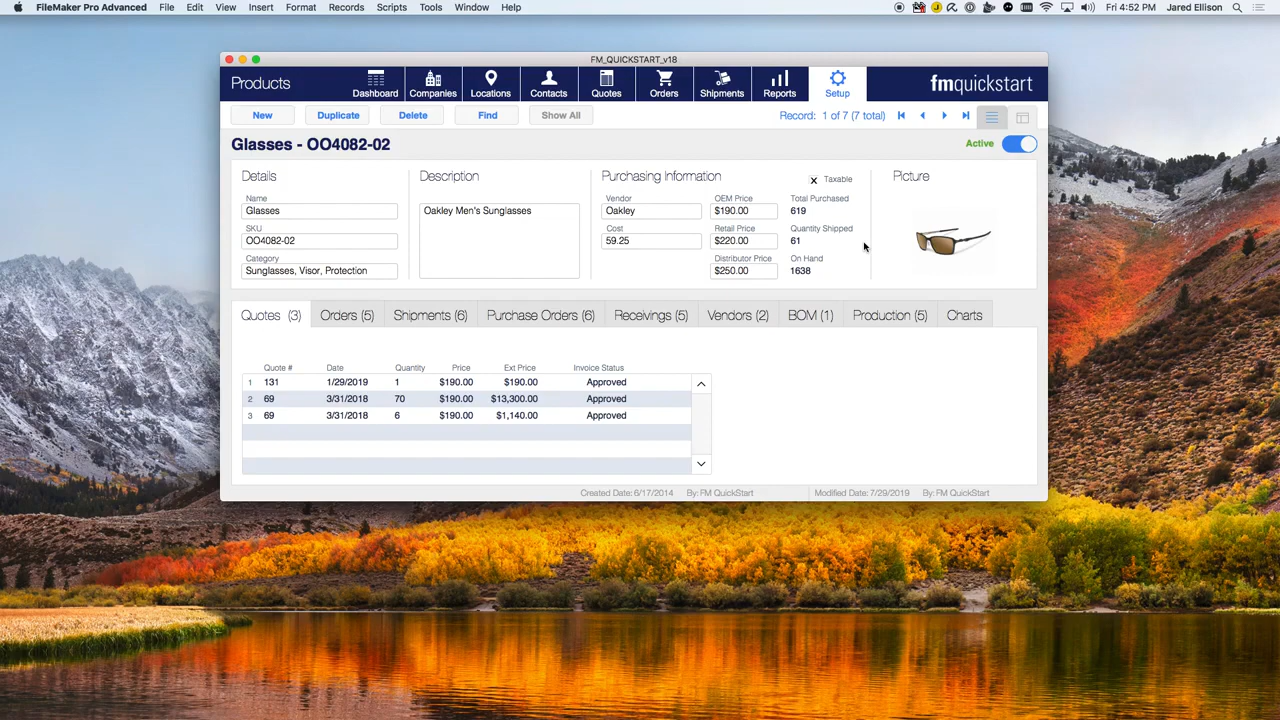 FileMaker Pro Advanced File Edit View Insert Format Records Scripts Tools Window Help Fri 4:52 PM Jared Ellison
FM_QUICKSTART_v18
Products Dashboard Companies Locations Contacts Quotes Orders Shipments Reports Setup fmquickstart
New Duplicate Delete Find Show All Record: 1 of 7 (7 total)
Glasses - OO4082-02 Active
Details Description Purchasing Information x Taxable Picture
Name Vendor OEM Price Total Purchased
Glasses Oakley Men's Sunglasses Oakley $190.00 619
SKU Cost Retail Price Quantity Shipped
OO4082-02 59.25 $220.00 61
Category Distributor Price On Hand
Sunglasses, Visor, Protection $250.00 1638
Quotes (3) Orders (5) Shipments (6) Purchase Orders (6) Receivings (5) Vendors (2) BOM (1) Production (5) Charts
Quote # Date Quantity Price Ext Price Invoice Status
1 131 1/29/2019 1 $190.00 $190.00 Approved
2 69 3/31/2018 70 $190.00 $13,300.00 Approved
3 69 3/31/2018 6 $190.00 $1,140.00 Approved
Created Date: 6/17/2014 By: FM QuickStart Modified Date: 7/29/2019 By: FM QuickStart